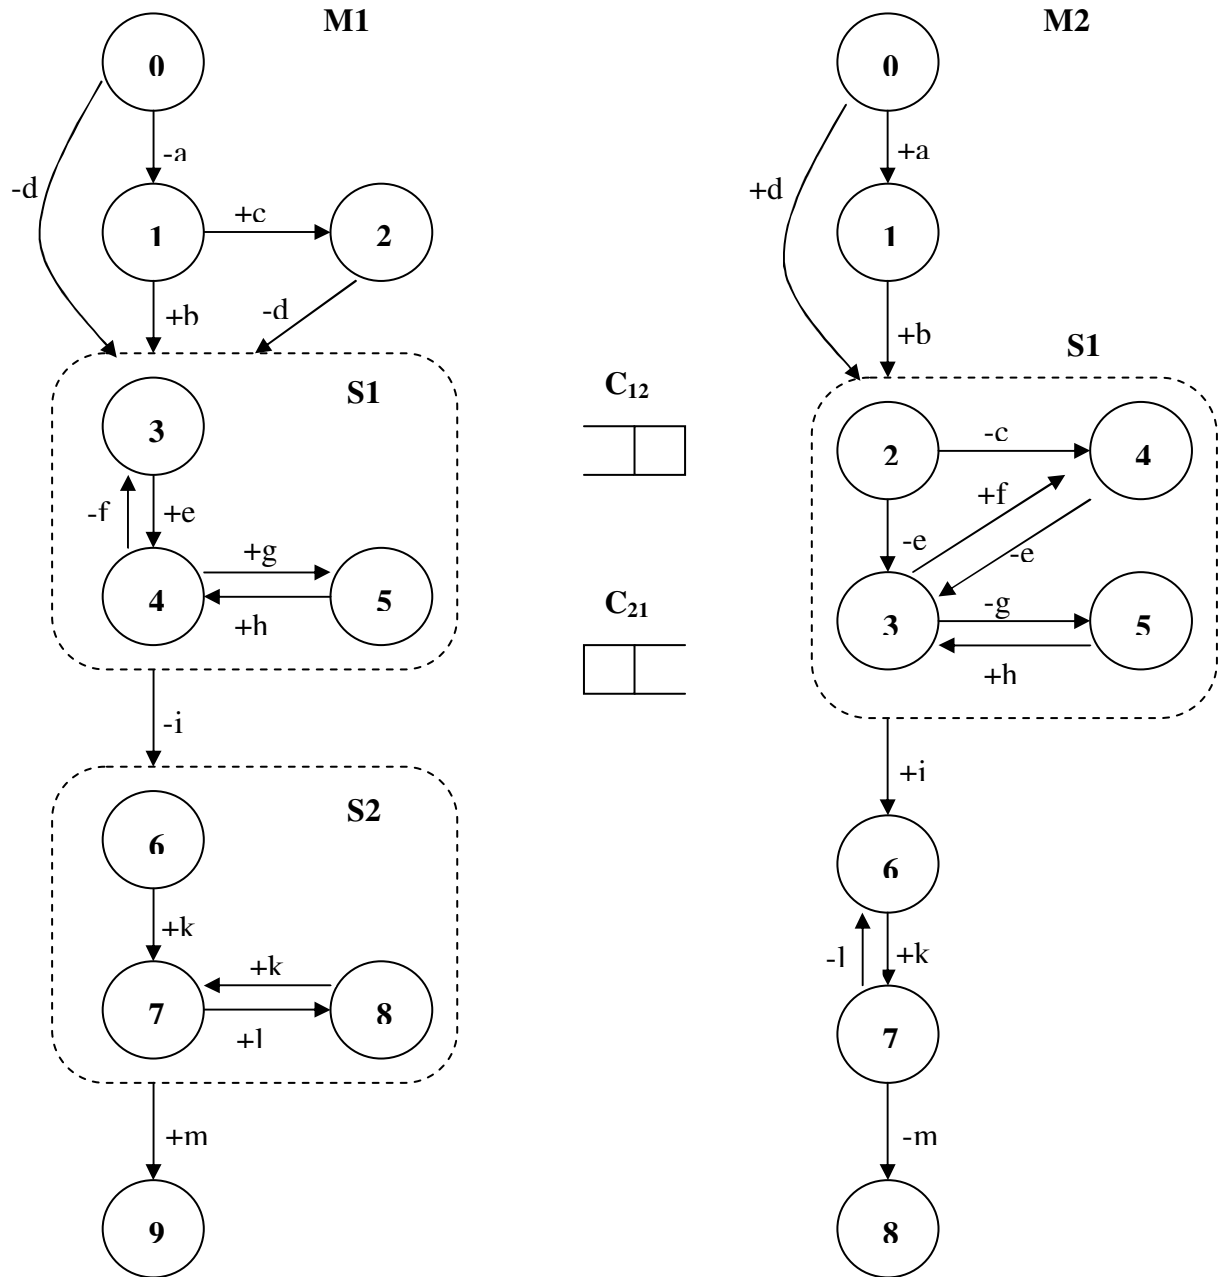 M1
0
-a
-d
1
+c
2
+b
-d
S1
3
-f
+e
4
+g
5
+h
-i
S2
6
+k
7
+k
8
+l
+m
9
C12
C21
M2
0
+a
+d
1
+b
S1
2
-c
4
+f
-e
-e
3
-g
5
+h
+i
6
-l
+k
7
-m
8